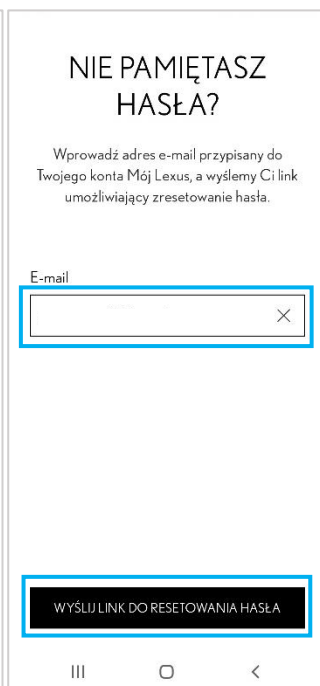 NIE PAMIĘTASZ
HASŁA?
Wprowadź adres e-mail przypisany do
Twojego konta Mój Lexus, a wyślemy Ci link
umożliwiający zresetowanie hasła.
E-mail
WYŚLIJ LINK DO RESETOWANIA HASŁA